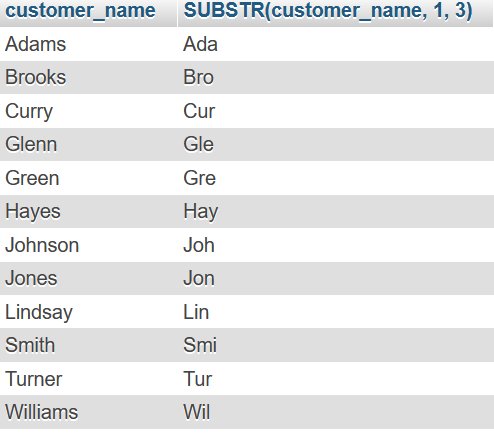 customer_name SUBSTR(customer_name, 1, 3)
Adams Ada
Brooks Bro
Curry Cur
Glenn Gle
Green Gre
Hayes Hay
Johnson Joh
Jones Jon
Lindsay Lin
Smith Smi
Turner Tur
Williams Wil